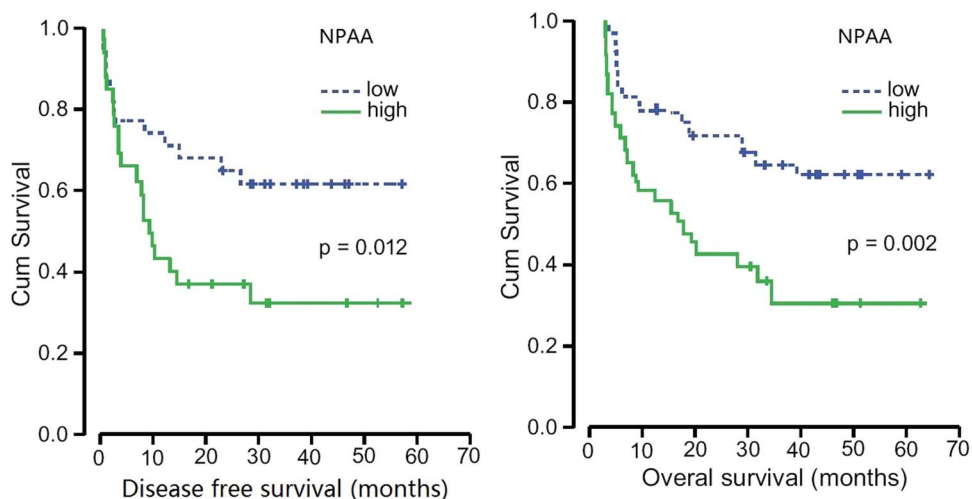 NPAA
low
high
p = 0.012
Cum Survival
1.0
0.8
0.6
0.4
0.2
0.0
0 10 20 30 40 50 60 70
Disease free survival (months)
NPAA
low
high
p = 0.002
Cum Survival
1.0
0.8
0.6
0.4
0.2
0.0
0 10 20 30 40 50 60 70
Overal survival (months)